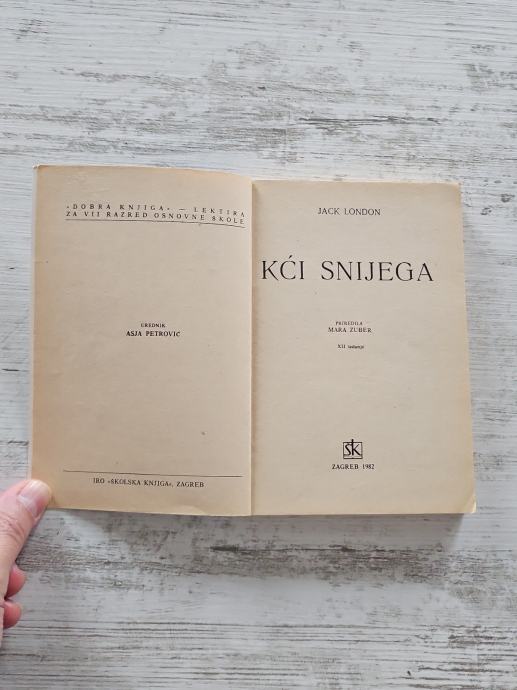 »DOBRA KNJIGA« — LEKTIRA
ZA VII RAZRED OSNOVNE ŠKOLE
UREDNIK
ASJA PETROVIĆ
IRO »ŠKOLSKA KNJIGA«, ZAGREB
JACK LONDON
KĆI SNIJEGA
PRIREDILA
MARA ZUBER
XII izdanje
ŠK
ZAGREB 1982